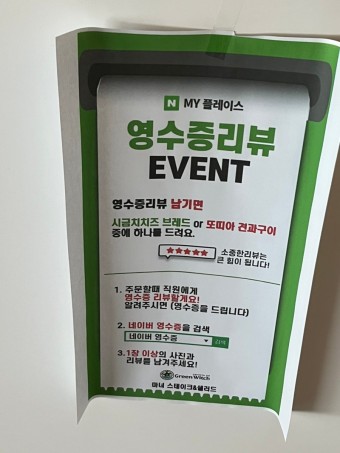 N MY 플레이스
영수증리뷰
EVENT
영수증리뷰 남기면
시금치치즈 브레드 or 또띠아 견과구이
중에 하나를 드려요.
★★★★★
소중한리뷰는
큰 힘이 됩니다!
1. 주문할때 직원에게
영수증 리뷰할게요!
알려주시면 (영수증을 드립니다)
2. 네이버 영수증을 검색
네이버 영수증 검색
3. 1장 이상의 사진과
리뷰를 남겨주세요!
GreenWitch
마녀 스테이크&샐러드